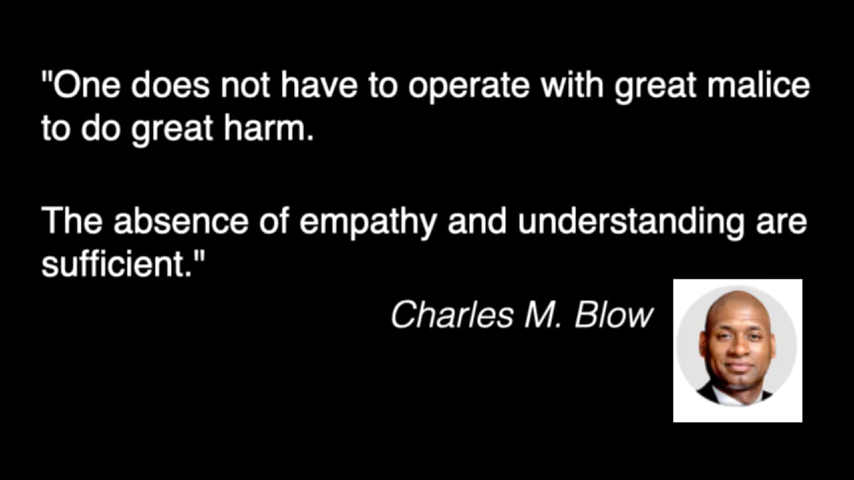 "One does not have to operate with great malice
to do great harm.
The absence of empathy and understanding are
sufficient."
Charles M. Blow